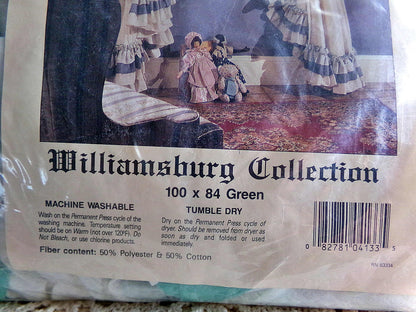 Williamsburg Collection
100 x 84 Green
MACHINE WASHABLE
Wash on the Permanent Press cycle of
the washing machine. Temperature setting
should be on Warm (not over 120°F). Do
Not Bleach, or use chlorine products.
TUMBLE DRY
Dry on the Permanent Press cycle of
dryer. Should be removed from dryer as
soon as dry and folded or used
immediately.
Fiber content: 50% Polyester & 50% Cotton
0 82781 04133 5